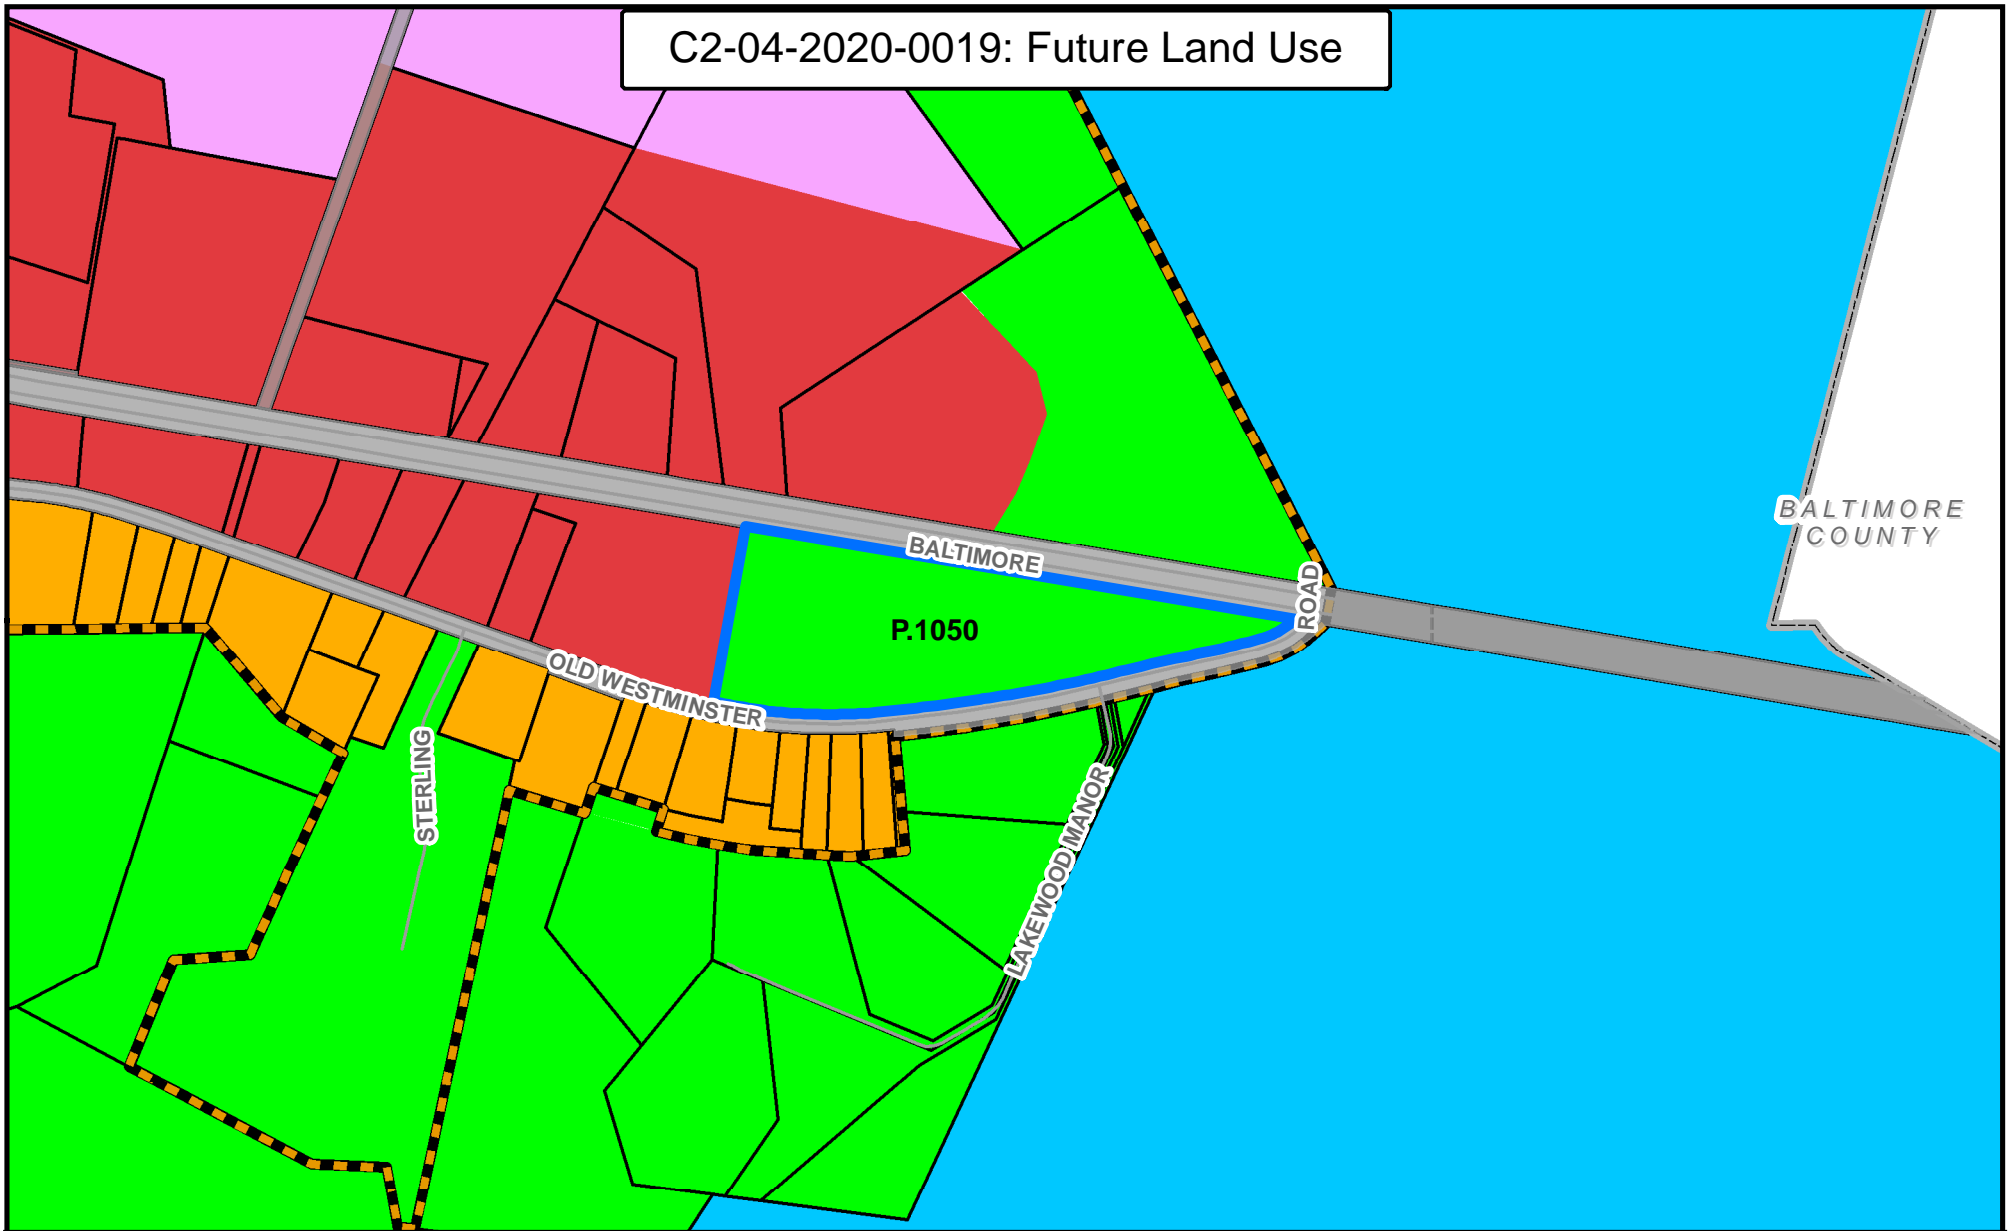 C2-04-2020-0019: Future Land Use
BALTIMORE
COUNTY
BALTIMORE
ROAD
P.1050
OLD WESTMINSTER
STERLING
LAKEWOOD MANOR